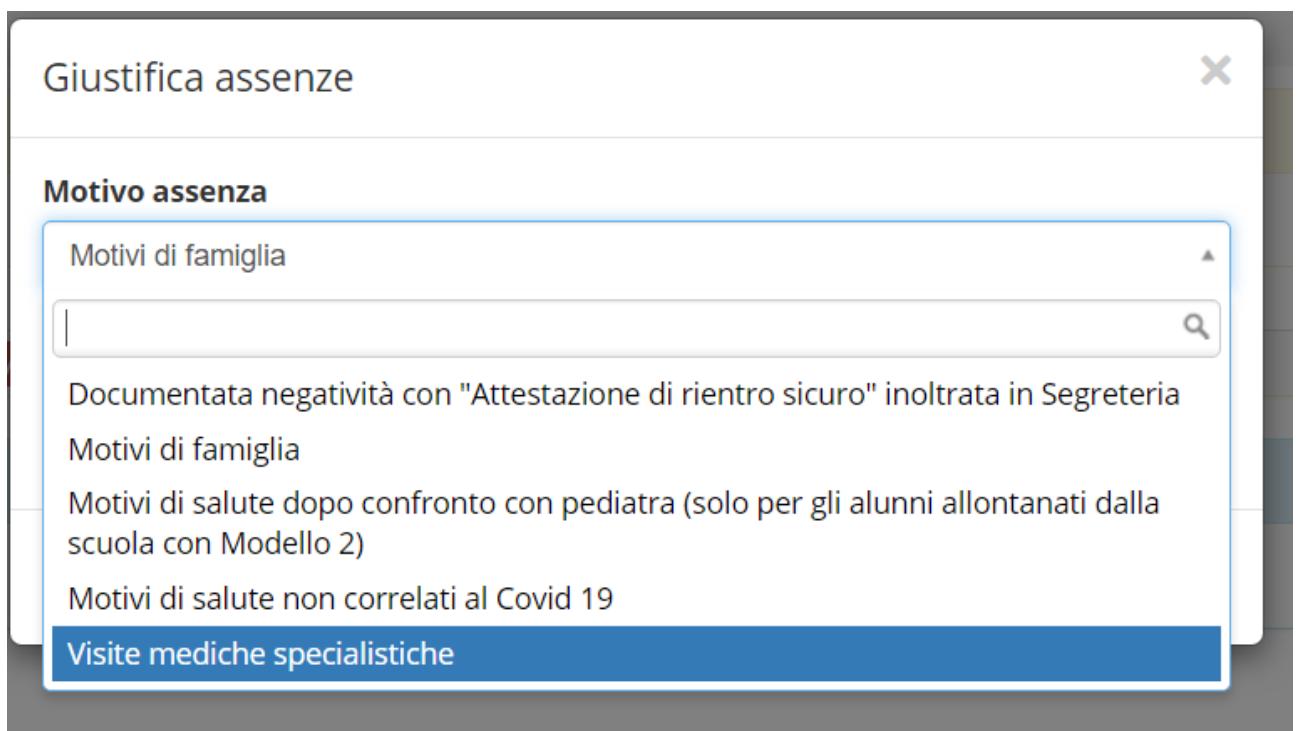 Giustifica assenze
Motivo assenza
Motivi di famiglia
Documentata negatività con "Attestazione di rientro sicuro" inoltrata in Segreteria
Motivi di famiglia
Motivi di salute dopo confronto con pediatra (solo per gli alunni allontanati dalla
scuola con Modello 2)
Motivi di salute non correlati al Covid 19
Visite mediche specialistiche